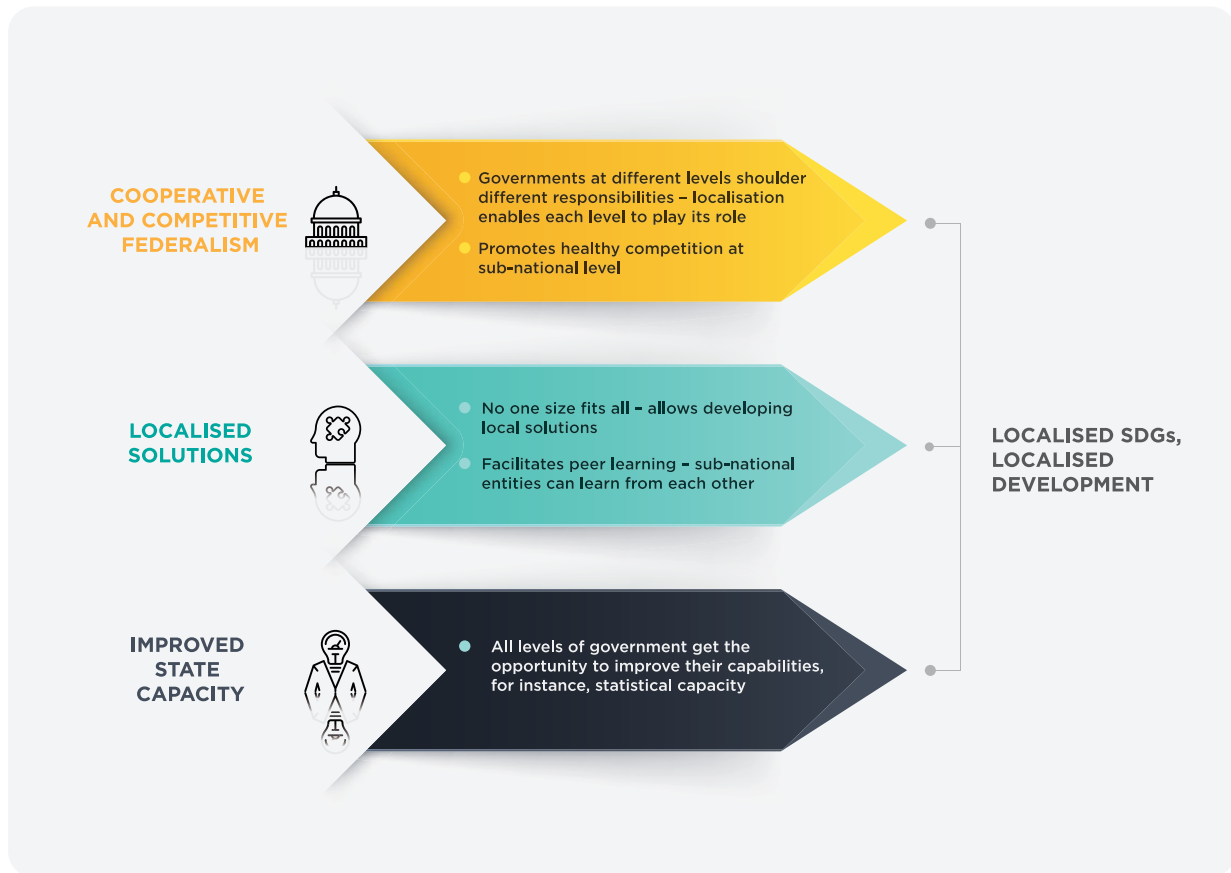 COOPERATIVE
AND COMPETITIVE
FEDERALISM
Governments at different levels shoulder
different responsibilities – localisation
enables each level to play its role
Promotes healthy competition at
sub-national level
LOCALISED
SOLUTIONS
No one size fits all – allows developing
local solutions
Facilitates peer learning – sub-national
entities can learn from each other
IMPROVED
STATE
CAPACITY
All levels of government get the
opportunity to improve their capabilities,
for instance, statistical capacity
LOCALISED SDGs,
LOCALISED
DEVELOPMENT